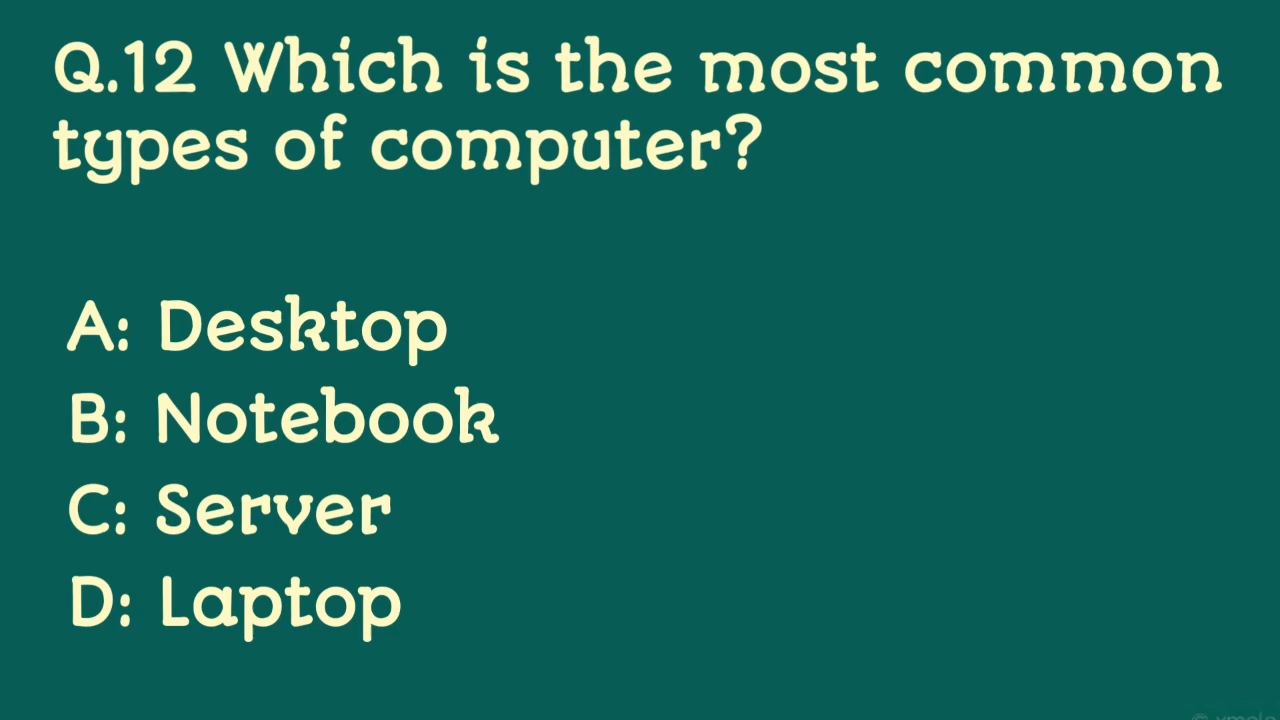 Q.12 Which is the most common
types of computer?
A: Desktop
B: Notebook
C: Server
D: Laptop